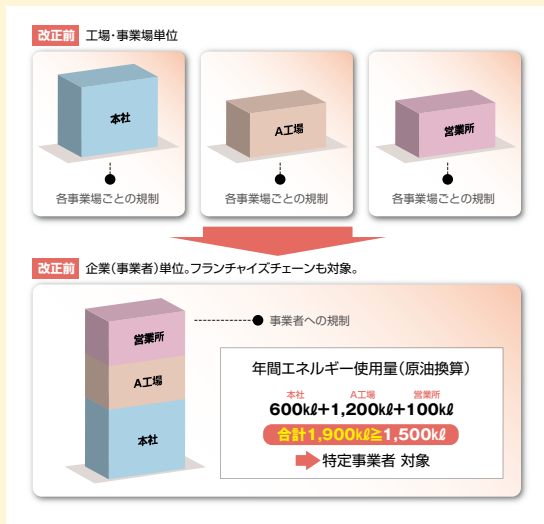 改正前 工場・事業場単位
本社
A工場
営業所
各事業場ごとの規制
各事業場ごとの規制
各事業場ごとの規制
改正前 企業(事業者)単位。フランチャイズチェーンも対象。
営業所
A工場
本社
事業者への規制
年間エネルギー使用量(原油換算)
本社 A工場 営業所
600kℓ+1,200kℓ+100kℓ
合計1,900kℓ≧1,500kℓ
特定事業者 対象